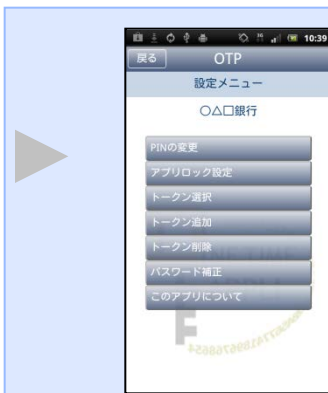 10:39
戻る OTP
設定メニュー
○△□銀行
PINの変更
アプリロック設定
トークン選択
トークン追加
トークン削除
パスワード補正
このアプリについて